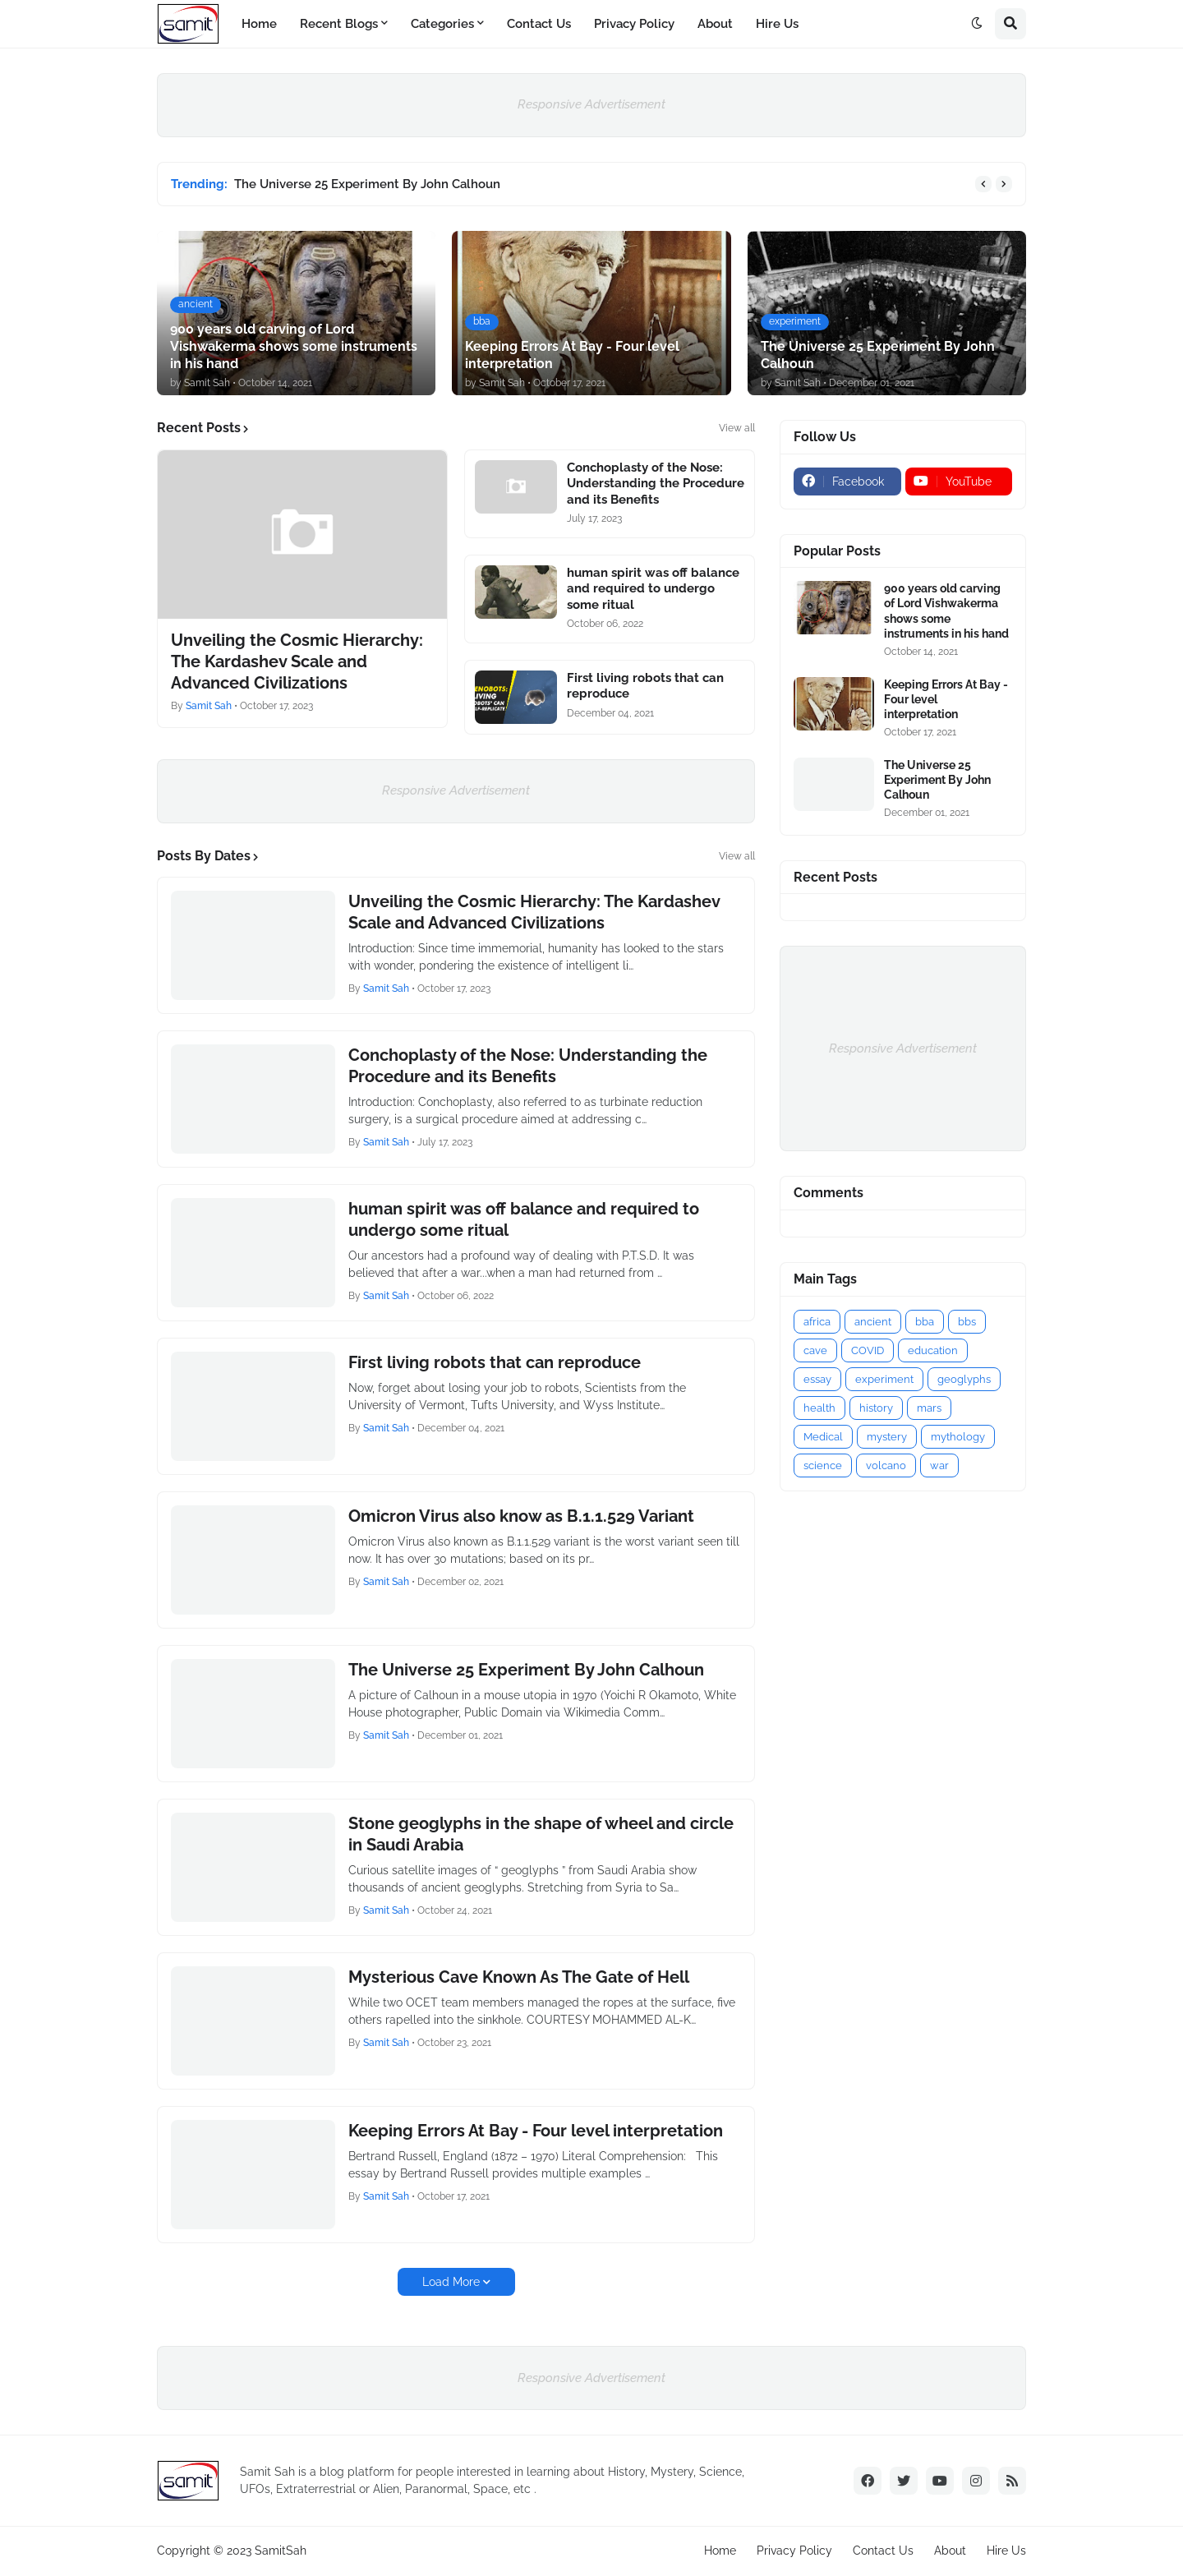 samit
Home
Recent Blogs
Categories
Contact Us
Privacy Policy
About
Hire Us
Responsive Advertisement
Trending: The Universe 25 Experiment By John Calhoun
ancient
900 years old carving of Lord
Vishwakerma shows some instruments
in his hand
by Samit Sah • October 14, 2021
bba
Keeping Errors At Bay - Four level
interpretation
by Samit Sah • October 17, 2021
experiment
The Universe 25 Experiment By John
Calhoun
by Samit Sah • December 01, 2021
Recent Posts
View all
Unveiling the Cosmic Hierarchy:
The Kardashev Scale and
Advanced Civilizations
By Samit Sah • October 17, 2023
Conchoplasty of the Nose:
Understanding the Procedure
and its Benefits
July 17, 2023
human spirit was off balance
and required to undergo
some ritual
October 06, 2022
First living robots that can
reproduce
December 04, 2021
Responsive Advertisement
Posts By Dates
View all
Unveiling the Cosmic Hierarchy: The Kardashev
Scale and Advanced Civilizations
Introduction: Since time immemorial, humanity has looked to the stars
with wonder, pondering the existence of intelligent li…
By Samit Sah • October 17, 2023
Conchoplasty of the Nose: Understanding the
Procedure and its Benefits
Introduction: Conchoplasty, also referred to as turbinate reduction
surgery, is a surgical procedure aimed at addressing c…
By Samit Sah • July 17, 2023
human spirit was off balance and required to
undergo some ritual
Our ancestors had a profound way of dealing with P.T.S.D. It was
believed that after a war...when a man had returned from …
By Samit Sah • October 06, 2022
First living robots that can reproduce
Now, forget about losing your job to robots, Scientists from the
University of Vermont, Tufts University, and Wyss Institute…
By Samit Sah • December 04, 2021
Omicron Virus also know as B.1.1.529 Variant
Omicron Virus also known as B.1.1.529 variant is the worst variant seen till
now. It has over 30 mutations; based on its pr…
By Samit Sah • December 02, 2021
The Universe 25 Experiment By John Calhoun
A picture of Calhoun in a mouse utopia in 1970 (Yoichi R Okamoto, White
House photographer, Public Domain via Wikimedia Comm…
By Samit Sah • December 01, 2021
Stone geoglyphs in the shape of wheel and circle
in Saudi Arabia
Curious satellite images of “ geoglyphs ” from Saudi Arabia show
thousands of ancient geoglyphs. Stretching from Syria to Sa…
By Samit Sah • October 24, 2021
Mysterious Cave Known As The Gate of Hell
While two OCET team members managed the ropes at the surface, five
others rapelled into the sinkhole. COURTESY MOHAMMED AL-K…
By Samit Sah • October 23, 2021
Keeping Errors At Bay - Four level interpretation
Bertrand Russell, England (1872 – 1970) Literal Comprehension:   This
essay by Bertrand Russell provides multiple examples …
By Samit Sah • October 17, 2021
Load More
Follow Us
Facebook
YouTube
Popular Posts
900 years old carving
of Lord Vishwakerma
shows some
instruments in his hand
October 14, 2021
Keeping Errors At Bay -
Four level
interpretation
October 17, 2021
The Universe 25
Experiment By John
Calhoun
December 01, 2021
Recent Posts
Responsive Advertisement
Comments
Main Tags
africa
ancient
bba
bbs
cave
COVID
education
essay
experiment
geoglyphs
health
history
mars
Medical
mystery
mythology
science
volcano
war
Responsive Advertisement
samit
Samit Sah is a blog platform for people interested in learning about History, Mystery, Science,
UFOs, Extraterrestrial or Alien, Paranormal, Space, etc .
Copyright © 2023 SamitSah
Home
Privacy Policy
Contact Us
About
Hire Us